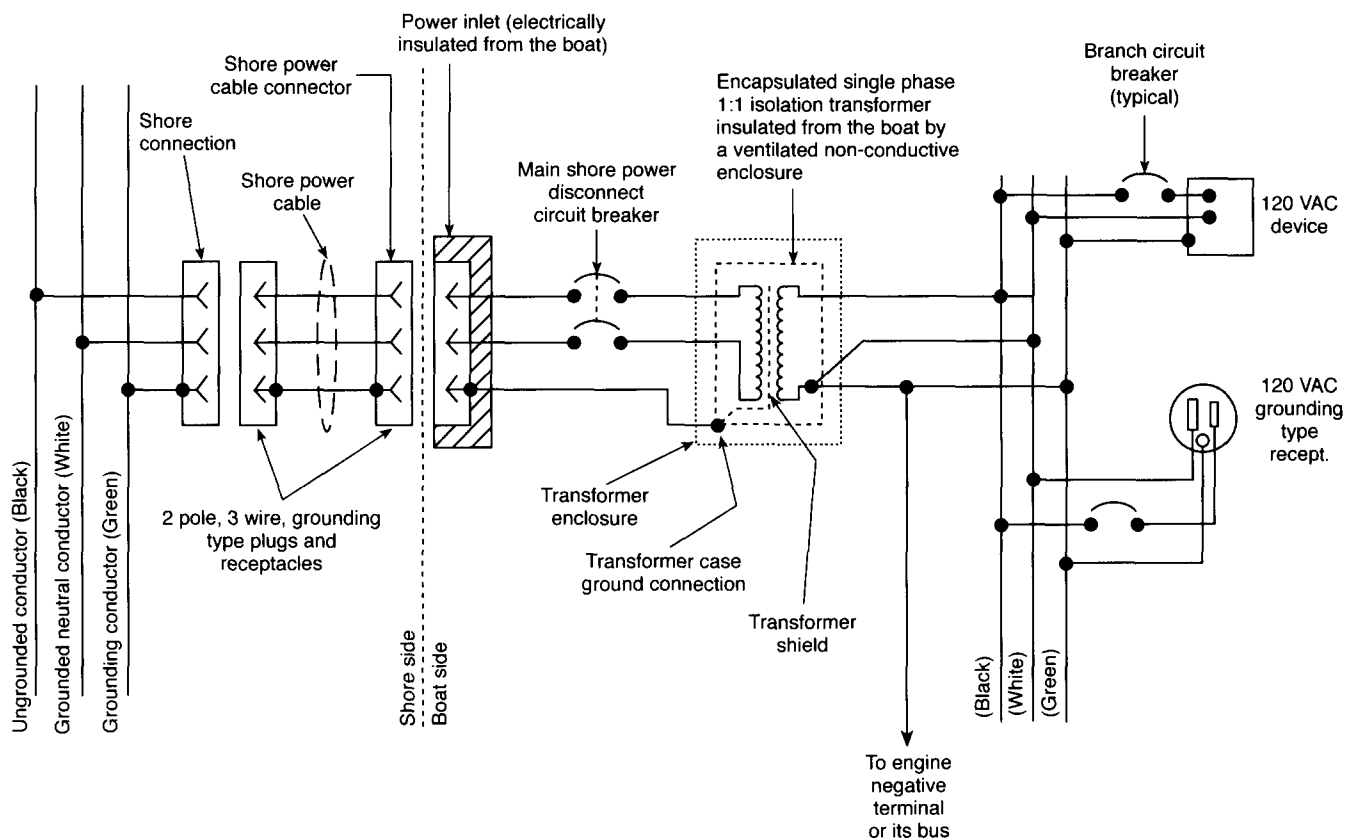 Power inlet (electrically
insulated from the boat)
Shore power
cable connector
Shore
connection
Shore power
cable
Main shore power
disconnect
circuit breaker
Encapsulated single phase
1:1 isolation transformer
insulated from the boat by
a ventilated non-conductive
enclosure
Branch circuit
breaker
(typical)
120 VAC
device
120 VAC
grounding
type
recept.
Ungrounded conductor (Black)
Grounded neutral conductor (White)
Grounding conductor (Green)
2 pole, 3 wire, grounding
type plugs and
receptacles
Shore side
Boat side
Transformer
enclosure
Transformer case
ground connection
Transformer
shield
(Black)
(White)
(Green)
To engine
negative
terminal
or its bus